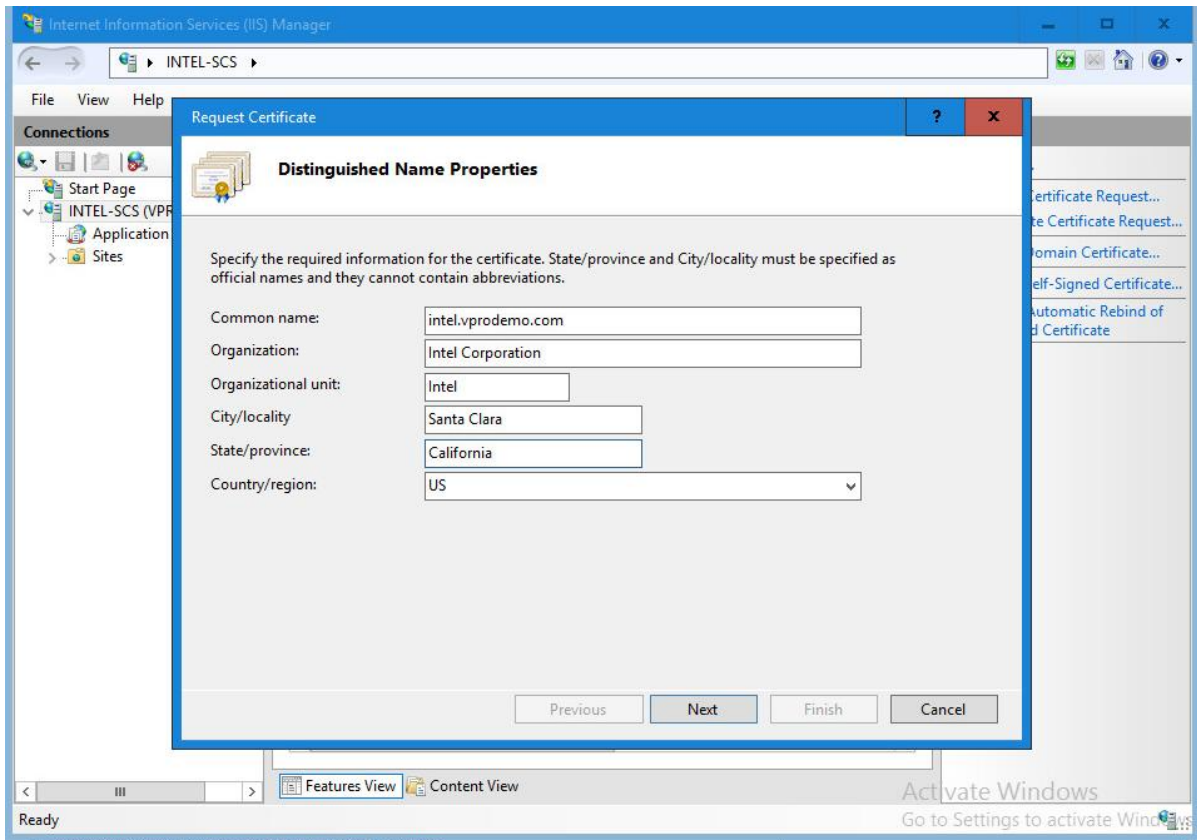 Internet Information Services (IIS) Manager
INTEL-SCS
File View Help
Connections
Start Page
INTEL-SCS (VPR
Application
Sites
Request Certificate
?
x
Distinguished Name Properties
Specify the required information for the certificate. State/province and City/locality must be specified as
official names and they cannot contain abbreviations.
Common name: intel.vprodemo.com
Organization: Intel Corporation
Organizational unit: Intel
City/locality Santa Clara
State/province: California
Country/region: US
Previous Next Finish Cancel
Certificate Request...
te Certificate Request...
Domain Certificate...
elf-Signed Certificate...
Automatic Rebind of
d Certificate
Features View Content View
Activate Windows
Go to Settings to activate Windows
Ready